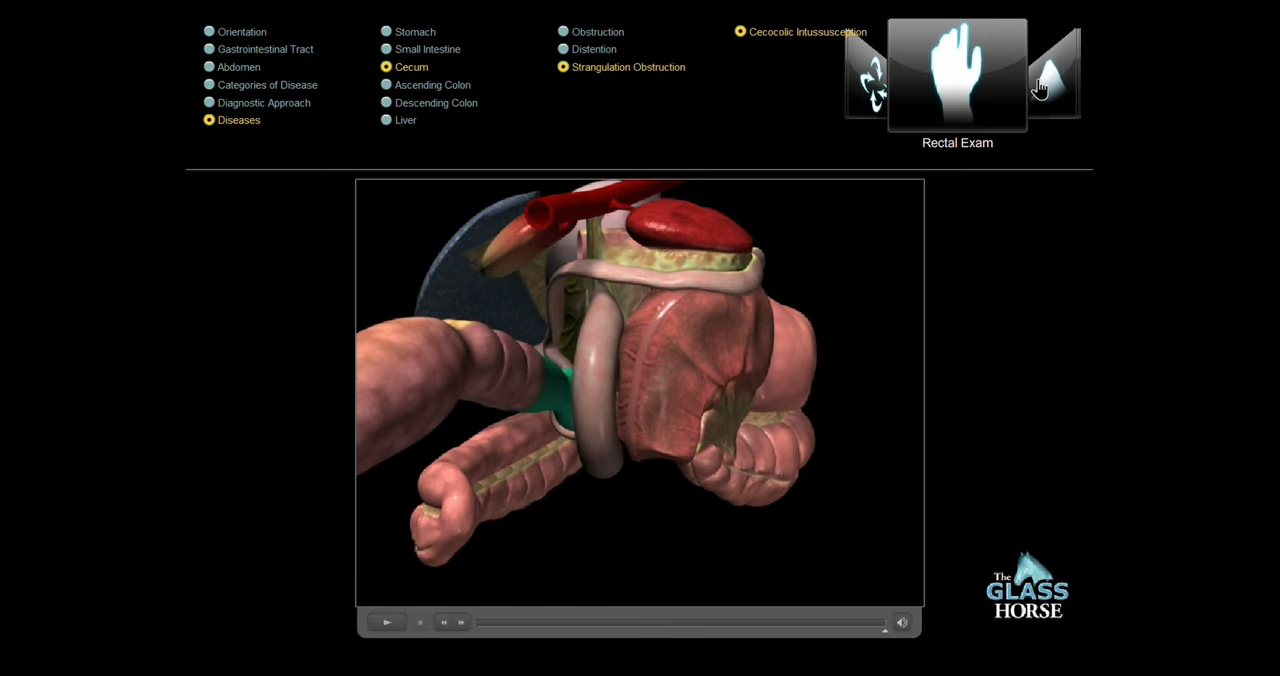 Orientation
Gastrointestinal Tract
Abdomen
Categories of Disease
Diagnostic Approach
Diseases
Stomach
Small Intestine
Cecum
Ascending Colon
Descending Colon
Liver
Obstruction
Distention
Strangulation Obstruction
Cecocolic Intussusception
Rectal Exam
The
GLASS
HORSE